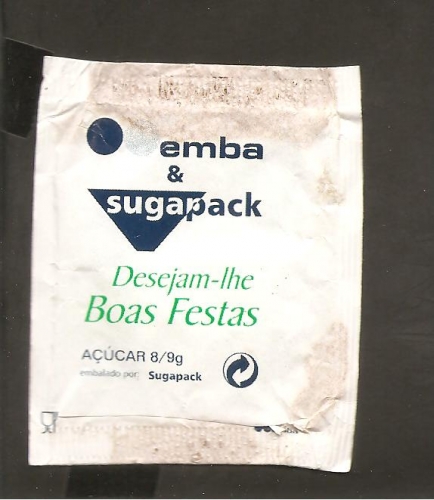 emba
&
sugapack
Desejam-lhe
Boas Festas
AÇÚCAR 8/9g
embalado por: Sugapack